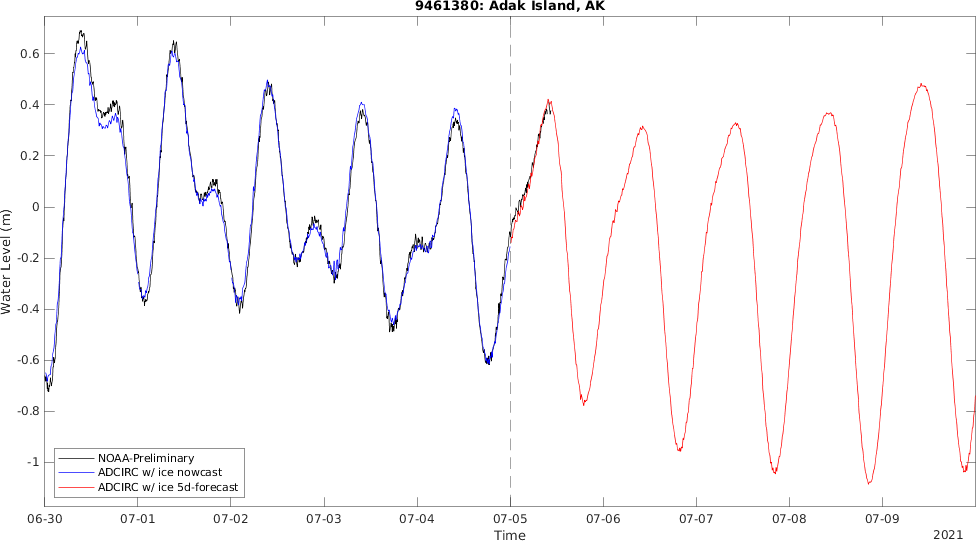 9461380: Adak Island, AK
0.6
0.4
0.2
0
-0.2
-0.4
-0.6
-0.8
-1
Water Level (m)
NOAA-Preliminary
ADCIRC w/ ice nowcast
ADCIRC w/ ice 5d-forecast
06-30 07-01 07-02 07-03 07-04 07-05 07-06 07-07 07-08 07-09
Time
2021